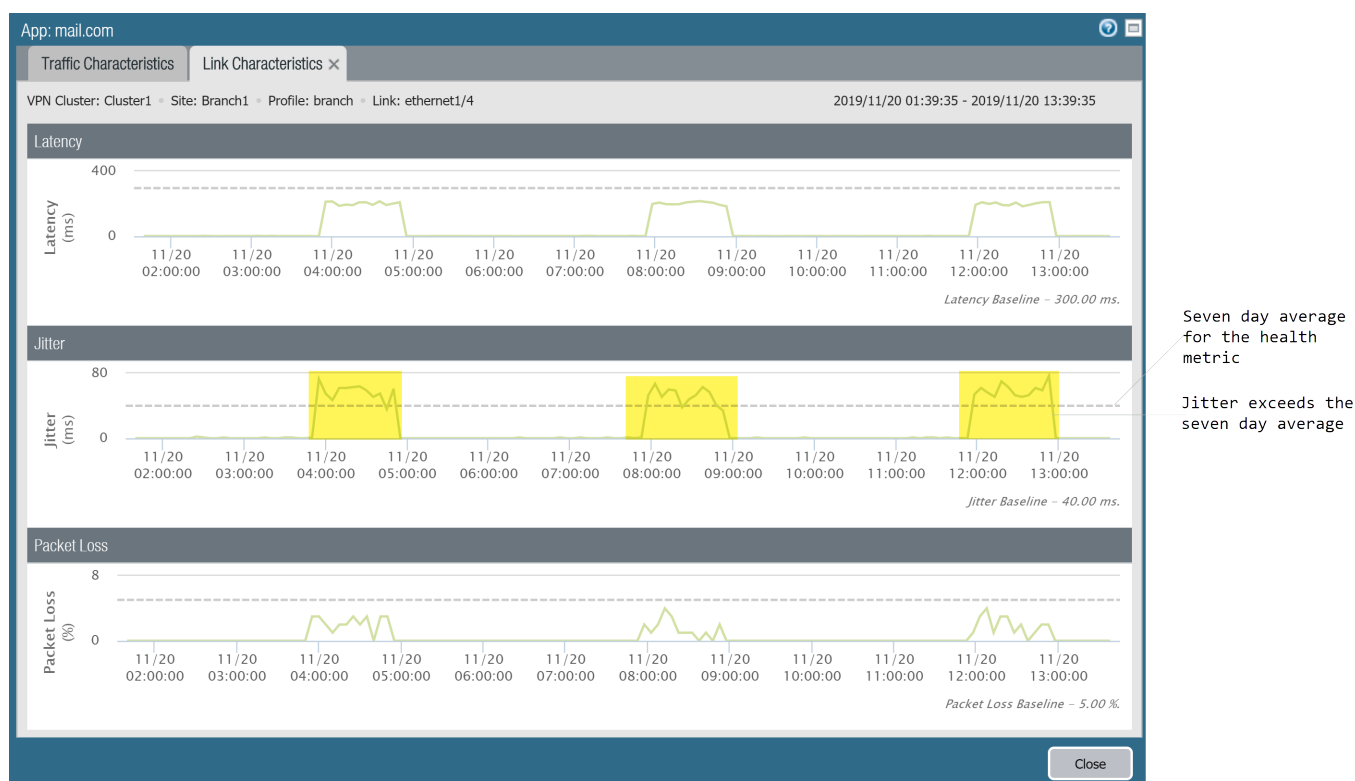 App: mail.com
Traffic Characteristics
Link Characteristics
VPN Cluster: Cluster1 Site: Branch1 Profile: branch Link: ethernet1/4
2019/11/20 01:39:35 - 2019/11/20 13:39:35
Latency
400
0
Latency
(ms)
11/20 11/20 11/20 11/20 11/20 11/20 11/20 11/20 11/20 11/20 11/20 11/20
02:00:00 03:00:00 04:00:00 05:00:00 06:00:00 07:00:00 08:00:00 09:00:00 10:00:00 11:00:00 12:00:00 13:00:00
Latency Baseline – 300.00 ms.
Jitter
80
0
Jitter
(ms)
11/20 11/20 11/20 11/20 11/20 11/20 11/20 11/20 11/20 11/20 11/20 11/20
02:00:00 03:00:00 04:00:00 05:00:00 06:00:00 07:00:00 08:00:00 09:00:00 10:00:00 11:00:00 12:00:00 13:00:00
Jitter Baseline – 40.00 ms.
Seven day average
for the health
metric
Jitter exceeds the
seven day average
Packet Loss
8
0
Packet Loss
(%)
11/20 11/20 11/20 11/20 11/20 11/20 11/20 11/20 11/20 11/20 11/20 11/20
02:00:00 03:00:00 04:00:00 05:00:00 06:00:00 07:00:00 08:00:00 09:00:00 10:00:00 11:00:00 12:00:00 13:00:00
Packet Loss Baseline – 5.00 %.
Close